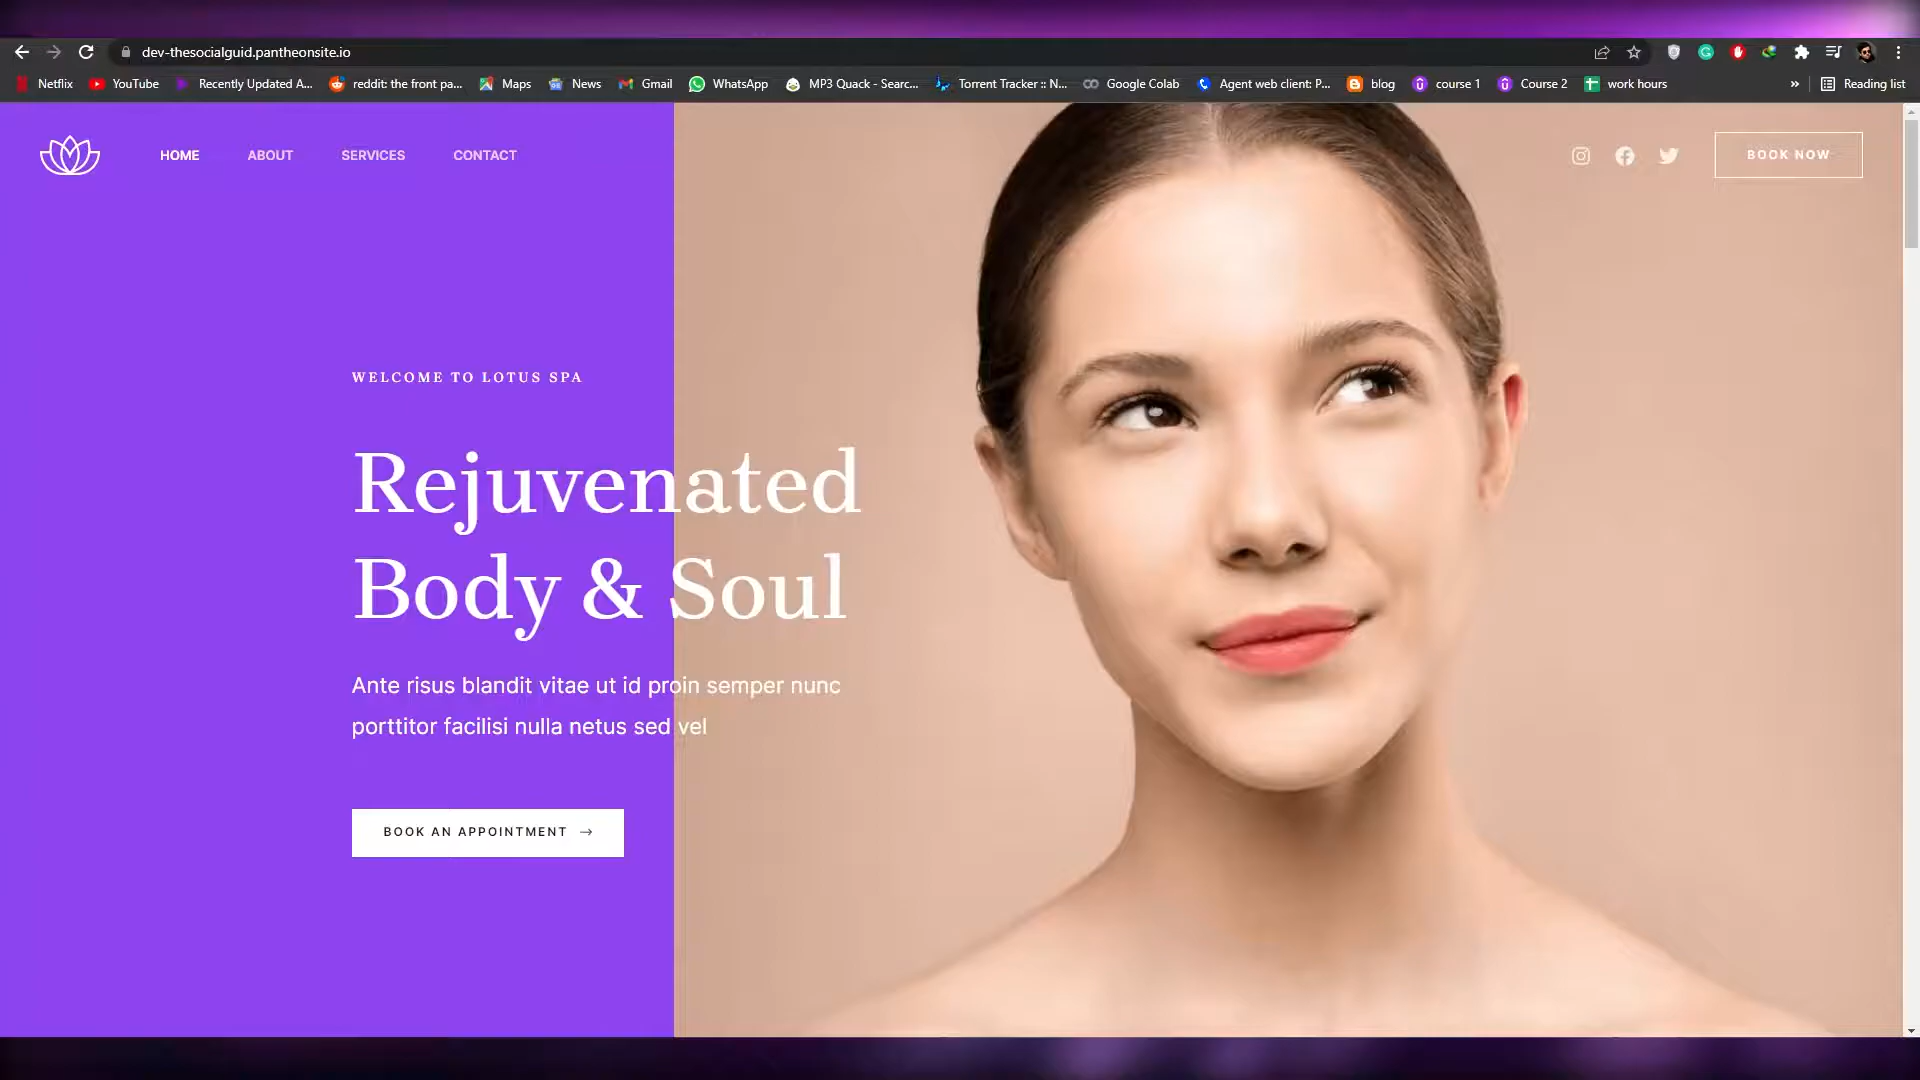 dev-thesocialguid.pantheonsite.io
Netflix YouTube Recently Updated A... reddit: the front pa... Maps News Gmail WhatsApp MP3 Quack - Searc... Torrent Tracker :: N... Google Colab Agent web client: P... blog course 1 Course 2 work hours » Reading list
HOME ABOUT SERVICES CONTACT BOOK NOW
WELCOME TO LOTUS SPA
Rejuvenated
Body & Soul
Ante risus blandit vitae ut id proin semper nunc
porttitor facilisi nulla netus sed vel
BOOK AN APPOINTMENT →